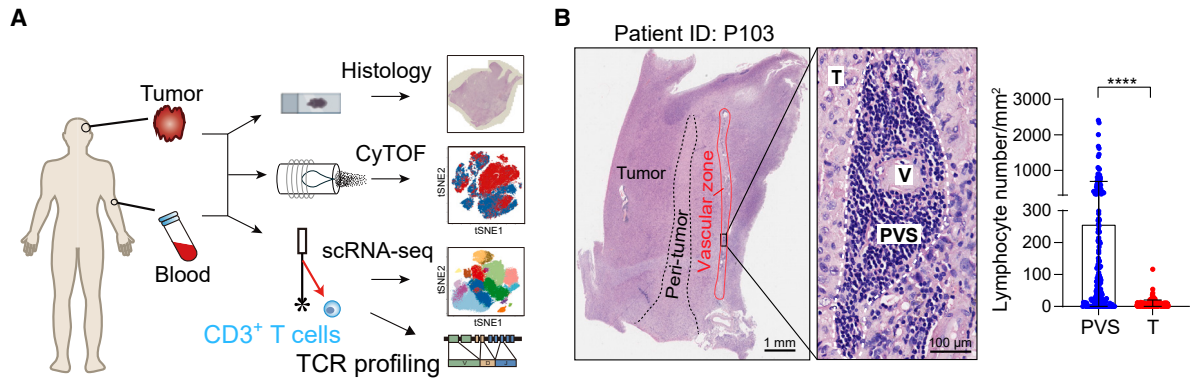 A
Tumor
Blood
Histology
CyTOF
tSNE2
tSNE1
scRNA-seq
tSNE2
tSNE1
CD3⁺ T cells
TCR profiling
V
D
J
B
Patient ID: P103
Tumor
Peri-tumor
Vascular zone
1 mm
T
V
PVS
100 μm
Lymphocyte number/mm²
****
3000
2000
1000
300
200
100
0
PVS
T